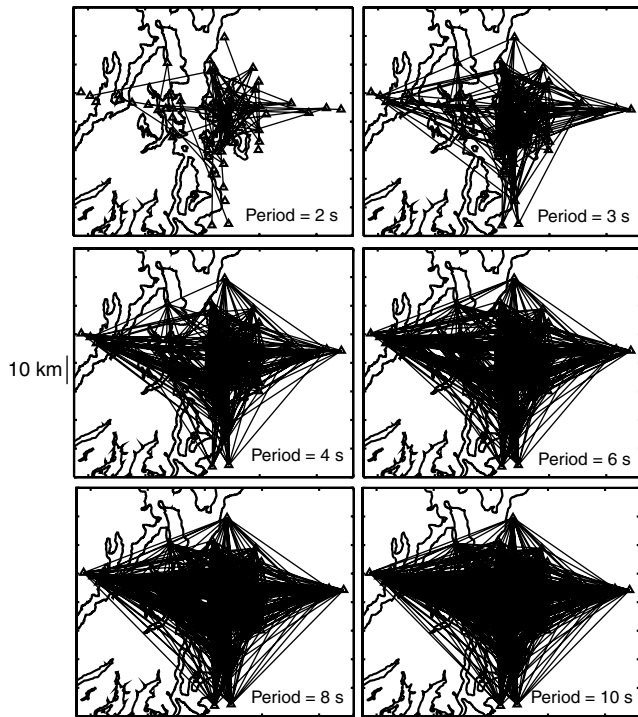 Period = 2 s
Period = 3 s
10 km
Period = 4 s
Period = 6 s
Period = 8 s
Period = 10 s